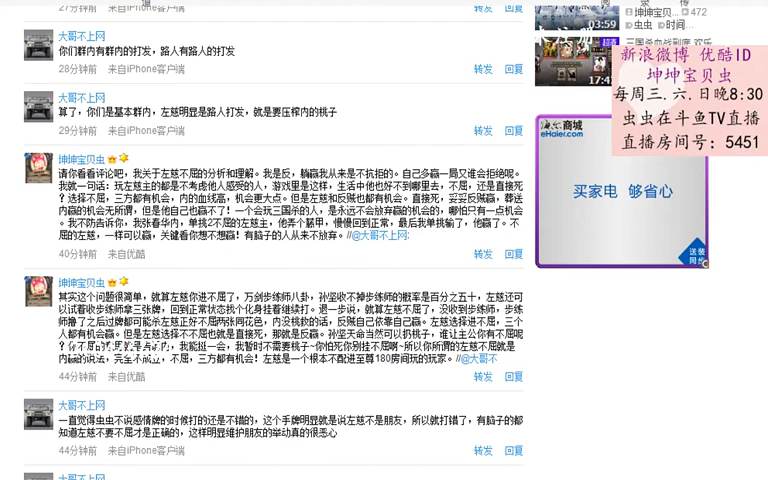 27分钟前 来自iPhone客户端 转发 回复
大哥不上网
你们群内有群内的打发，路人有路人的打发
28分钟前 来自iPhone客户端 转发 回复
大哥不上网
算了，你们是基本群内，左慈明显是路人打发，就是要压榨内的桃子
29分钟前 来自iPhone客户端 转发 回复
坤坤宝贝虫
请你看看评论吧，我关于左慈不屈的分析和理解。我是反，躺赢我从来是不抗拒的。自己多赢一局又谁会拒绝呢。
我就一句话：玩左慈主的都是不考虑他人感受的人，游戏里是这样，生活中他也好不到哪里去，不屈，还是直接死
？选择不屈，三方都有机会，内的血线高，机会更大点。但是左慈和反贼也都有机会。直接死，妥妥反贼赢，葬送
内赢的机会无所谓，但是他自己也赢不了！一个会玩三国杀的人，是永远不会放弃赢的机会的，哪怕只有一点机会
。我不防告诉你，我张春华内，单挑2不屈的左慈主，他弄个藤甲，慢慢回到正常，最后我单挑输了，他赢了。不
屈的左慈，一样可以赢，关键看你想不想赢！有脑子的人从来不放弃。//@大哥不上网:
40分钟前 来自优酷 转发 回复
坤坤宝贝虫
其实这个问题很简单，就算左慈你进不屈了，万剑步练师八卦，孙坚收不掉步练师的概率是百分之五十，左慈还可
以试着收步练师拿三张牌，回到正常状态找个化身挂着继续打。退一步说，就算左慈不屈了，没收到步练师，步练
师撸了之后过牌都可能杀左慈正好不屈两张同花色，内没桃救的话，反贼自己依靠自己赢。左慈选择进不屈，三个
人都有机会赢。但是左慈选择不不屈也就是直接死，那就是反赢。孙坚天命当然可以扔桃子，谁让主公你有不屈呢
内，我能挺一会，我暂时不需要桃子~你怕死你别挂不屈啊~所以你所谓的左慈不屈就是
内赢的说法，完全不成立，不屈，三方都有机会！左慈是一个根本不配进至尊180房间玩的玩家。//@大哥不
44分钟前 来自优酷 转发 回复
大哥不上网
一直觉得虫虫不说感情牌的时候打的还是不错的，这个手牌明显就是说左慈不是朋友，所以就打错了，有脑子的都
知道左慈不要不屈才是正确的，这样明显维护朋友的举动真的很恶心
44分钟前 来自iPhone客户端 转发 回复
大哥不上网
03:59
坤坤宝贝... 472
虫虫 时间...
17:4
新浪微博 优酷ID
坤坤宝贝虫
每周三.六.日晚8:30
虫虫在斗鱼TV直播
直播房间号：5451
海尔商城
eHaier.com
买家电 够省心
送装
同步